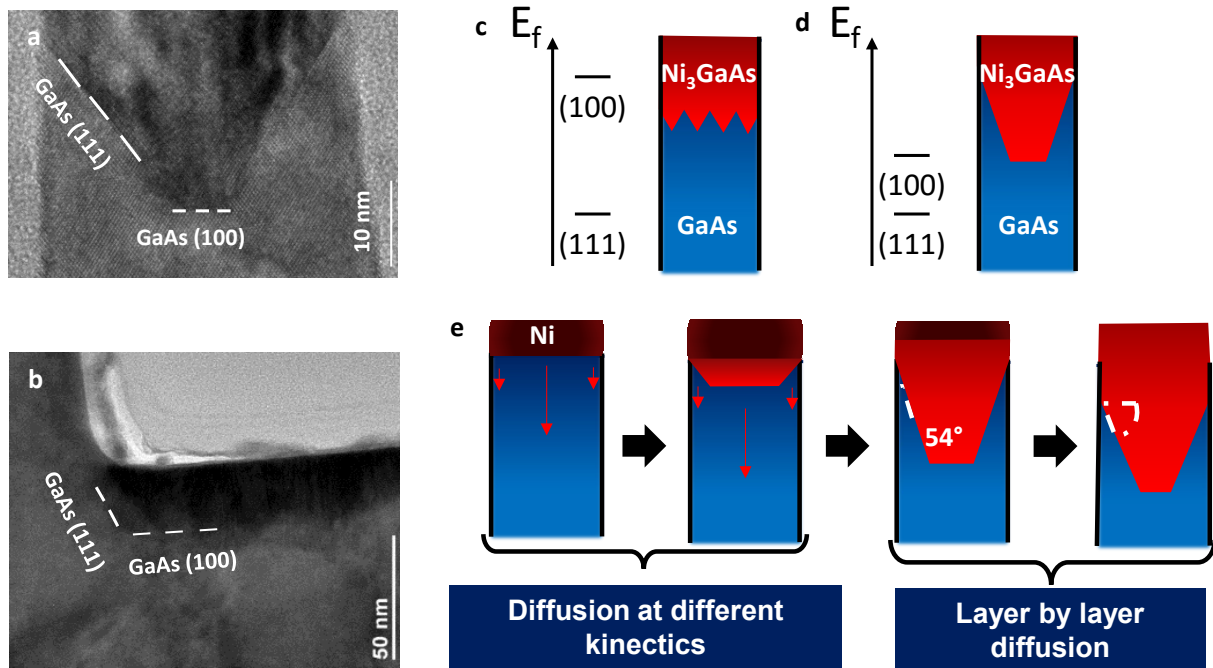 a
GaAs (111)
GaAs (100)
10 nm
b
GaAs (111)
GaAs (100)
50 nm
c
E_f
(100)
(111)
Ni₃GaAs
GaAs
d
E_f
(100)
(111)
Ni₃GaAs
GaAs
e
Ni
54°
Diffusion at different
kinectics
Layer by layer
diffusion